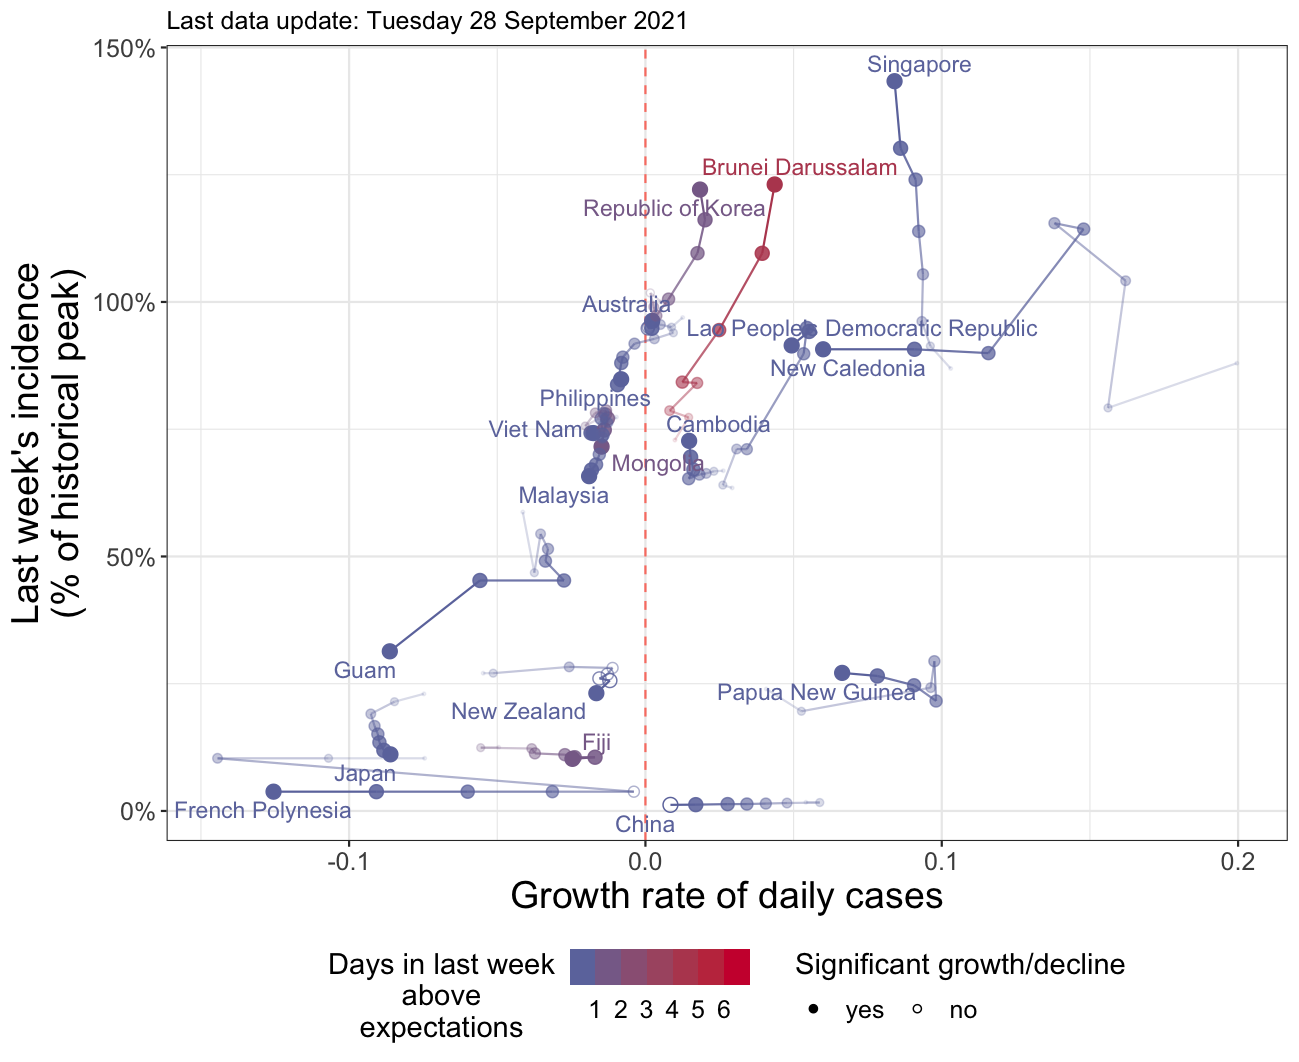 Last data update: Tuesday 28 September 2021
150%
100%
50%
0%
Last week's incidence
(% of historical peak)
Singapore
Brunei Darussalam
Republic of Korea
Australia
Lao People's Democratic Republic
New Caledonia
Philippines
Viet Nam
Cambodia
Mongolia
Malaysia
Guam
Papua New Guinea
New Zealand
Fiji
Japan
French Polynesia
China
-0.1
0.0
0.1
0.2
Growth rate of daily cases
Days in last week
above
expectations
1 2 3 4 5 6
Significant growth/decline
yes
no